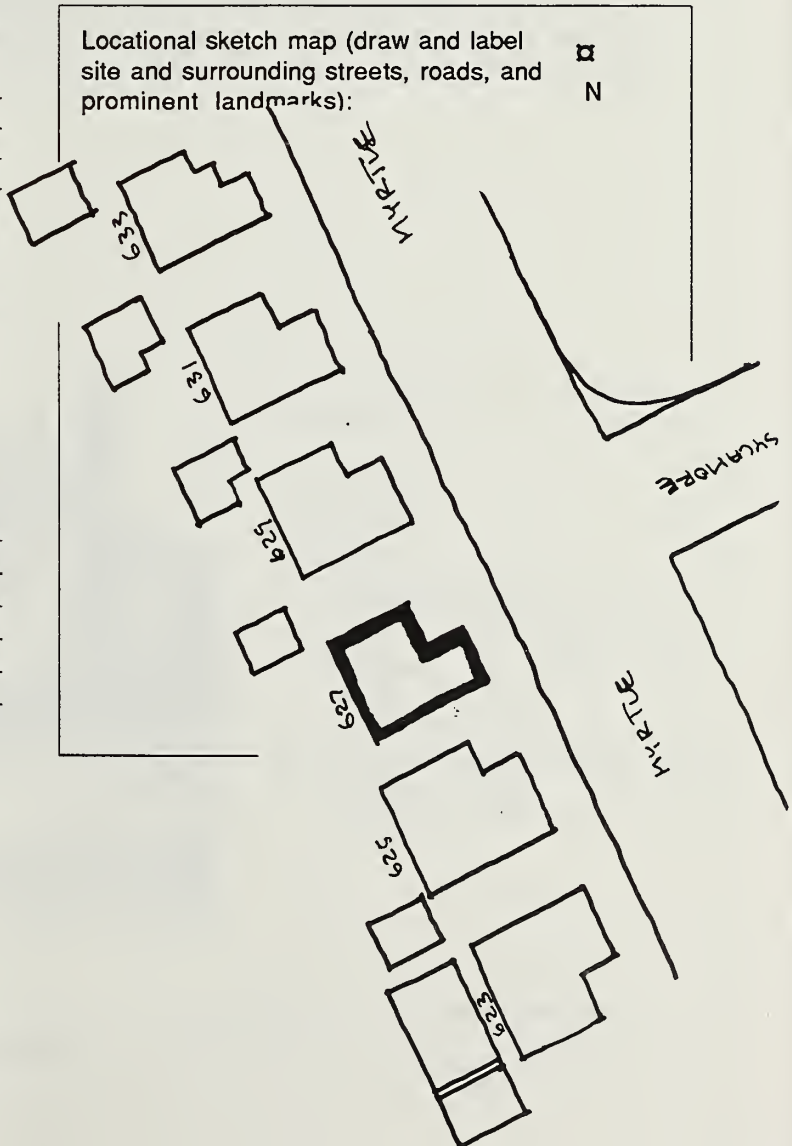 Locational sketch map (draw and label
site and surrounding streets, roads, and
prominent landmarks):
¤
N
MYRTLE
633
631
SYCAMORE
629
627
MYRTLE
625
623